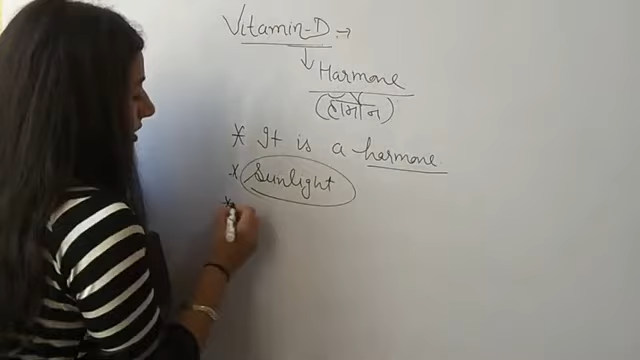 Vitamin-D →
↓ Harmone
(हॉर्मोन)
* It is a harmone.
* Sunlight
*